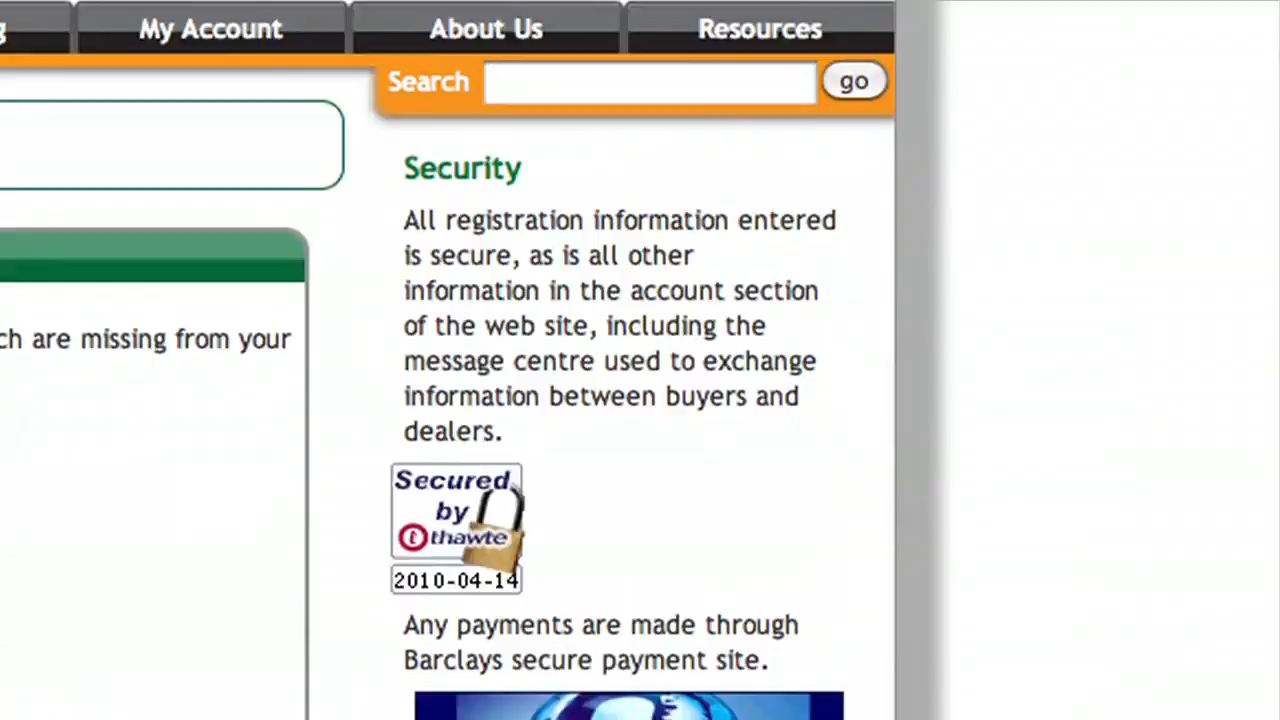 My Account
About Us
Resources
Search
go
Security
All registration information entered
is secure, as is all other
information in the account section
of the web site, including the
message centre used to exchange
information between buyers and
dealers.
are missing from your
Secured
by
thawte
2010-04-14
Any payments are made through
Barclays secure payment site.